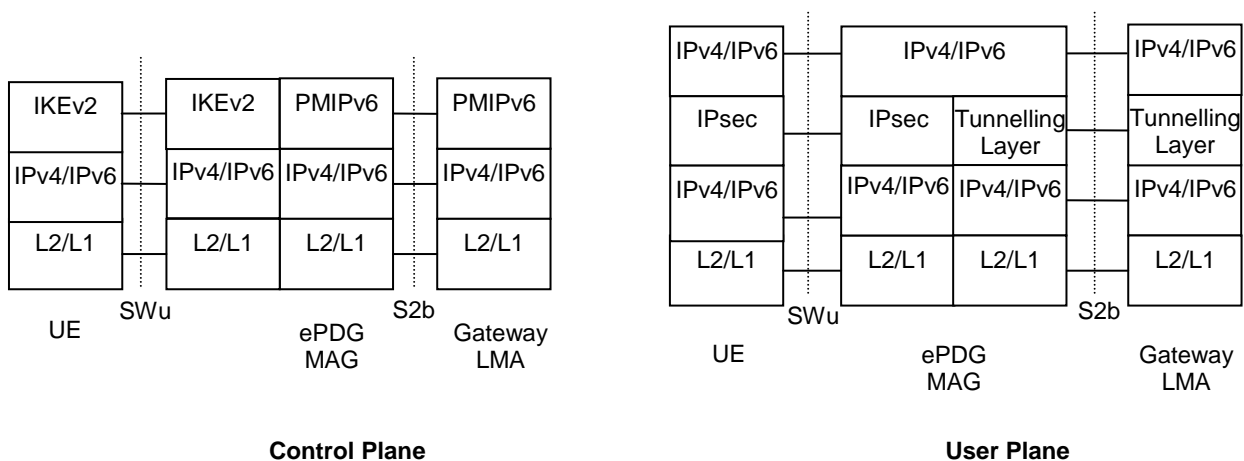 IKEv2 IKEv2 PMIPv6 PMIPv6
IPv4/IPv6 IPv4/IPv6 IPv4/IPv6 IPv4/IPv6
L2/L1 L2/L1 L2/L1 L2/L1
SWu S2b
UE ePDG Gateway
MAG LMA
Control Plane
IPv4/IPv6 IPv4/IPv6 IPv4/IPv6
IPsec IPsec Tunnelling Tunnelling
Layer Layer
IPv4/IPv6 IPv4/IPv6 IPv4/IPv6 IPv4/IPv6
L2/L1 L2/L1 L2/L1 L2/L1
SWu S2b
UE ePDG Gateway
MAG LMA
User Plane